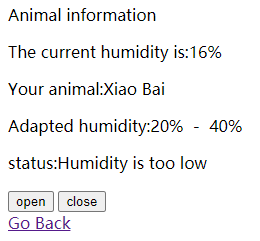 Animal information
The current humidity is:16%
Your animal:Xiao Bai
Adapted humidity:20%  -  40%
status:Humidity is too low
open close
Go Back